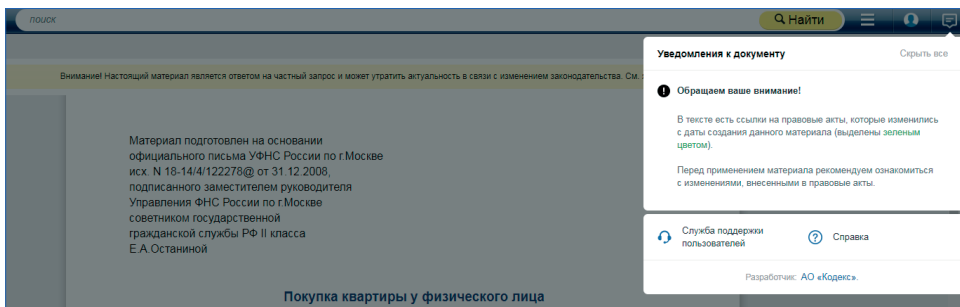 поиск
Найти
Уведомления к документу
Скрыть все
Внимание! Настоящий материал является ответом на частный запрос и может утратить актуальность в связи с изменением законодательства. См.
Обращаем ваше внимание!
В тексте есть ссылки на правовые акты, которые изменились
с даты создания данного материала (выделены зеленым
цветом).
Перед применением материала рекомендуем ознакомиться
с изменениями, внесенными в правовые акты.
Материал подготовлен на основании
официального письма УФНС России по г.Москве
исх. N 18-14/4/122278@ от 31.12.2008,
подписанного заместителем руководителя
Управления ФНС России по г.Москве
советником государственной
гражданской службы РФ II класса
Е.А.Останиной
Служба поддержки
пользователей
Справка
Разработчик: АО «Кодекс».
Покупка квартиры у физического лица